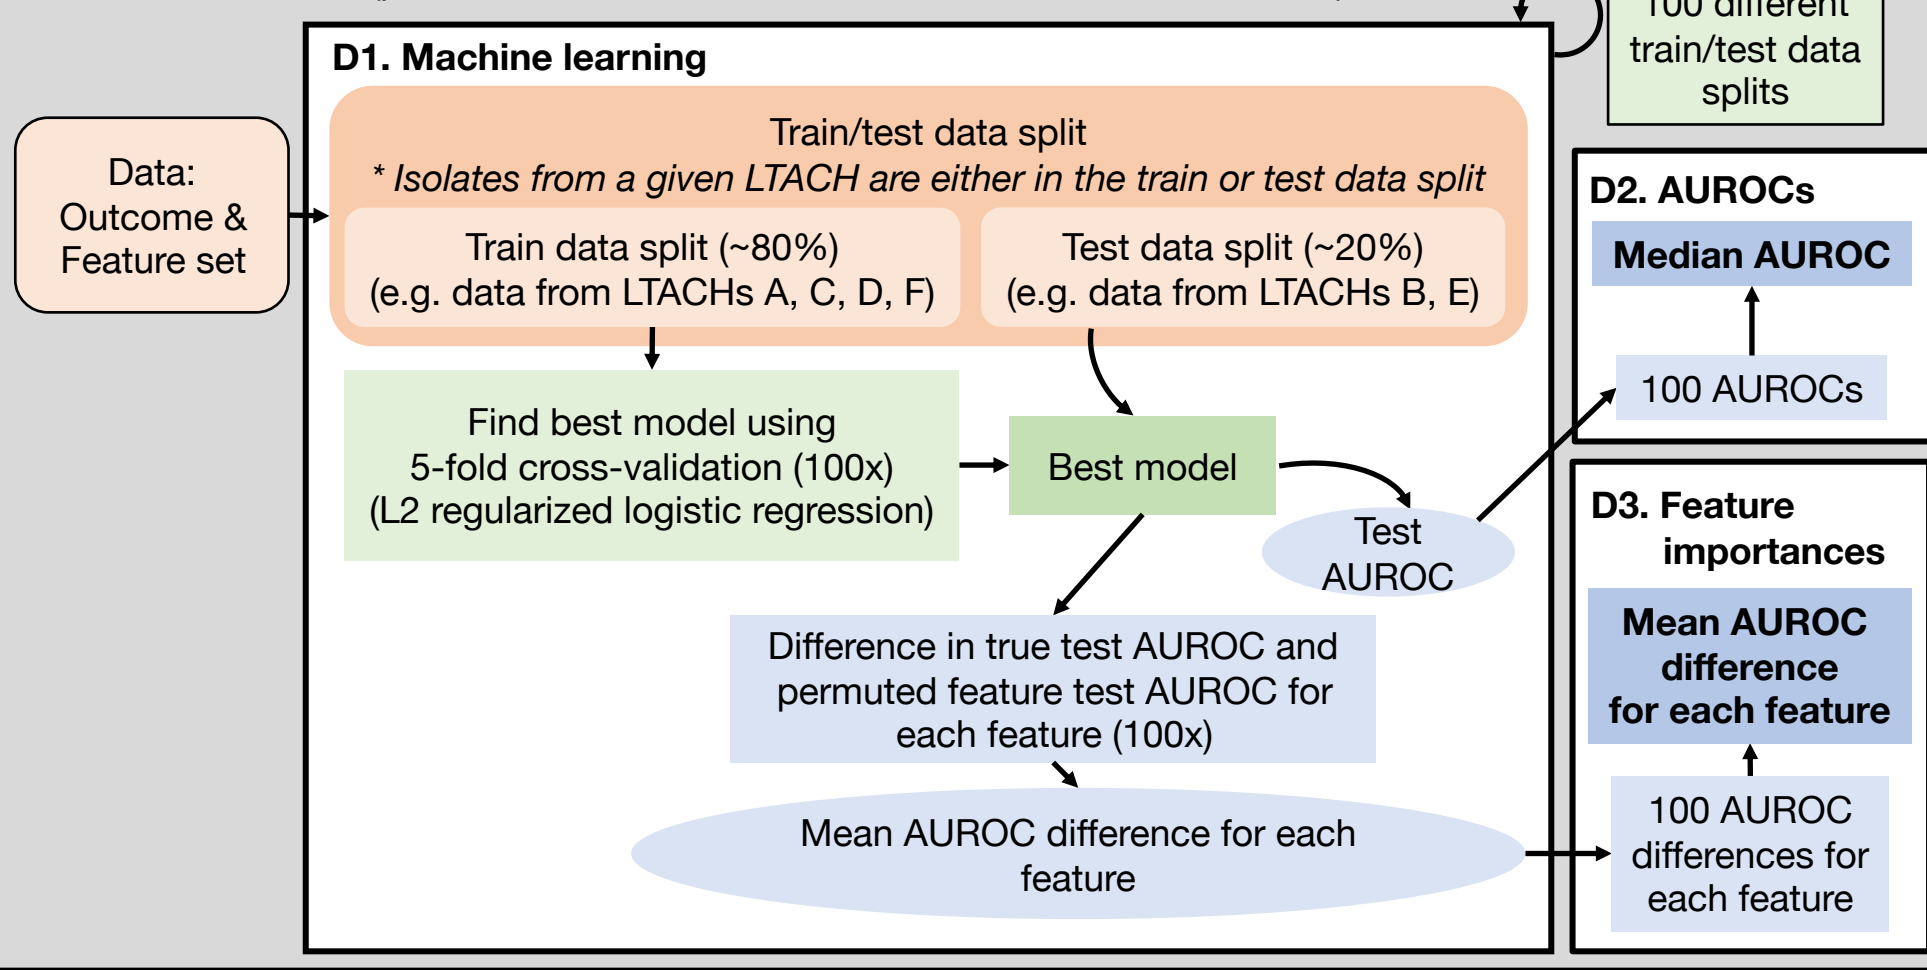 100 different
train/test data
splits
D1. Machine learning
Data:
Outcome &
Feature set
Train/test data split
* Isolates from a given LTACH are either in the train or test data split
Train data split (~80%)
(e.g. data from LTACHs A, C, D, F)
Test data split (~20%)
(e.g. data from LTACHs B, E)
Find best model using
5-fold cross-validation (100x)
(L2 regularized logistic regression)
Best model
Test
AUROC
Difference in true test AUROC and
permuted feature test AUROC for
each feature (100x)
Mean AUROC difference for each
feature
D2. AUROCs
Median AUROC
100 AUROCs
D3. Feature
importances
Mean AUROC
difference
for each feature
100 AUROC
differences for
each feature